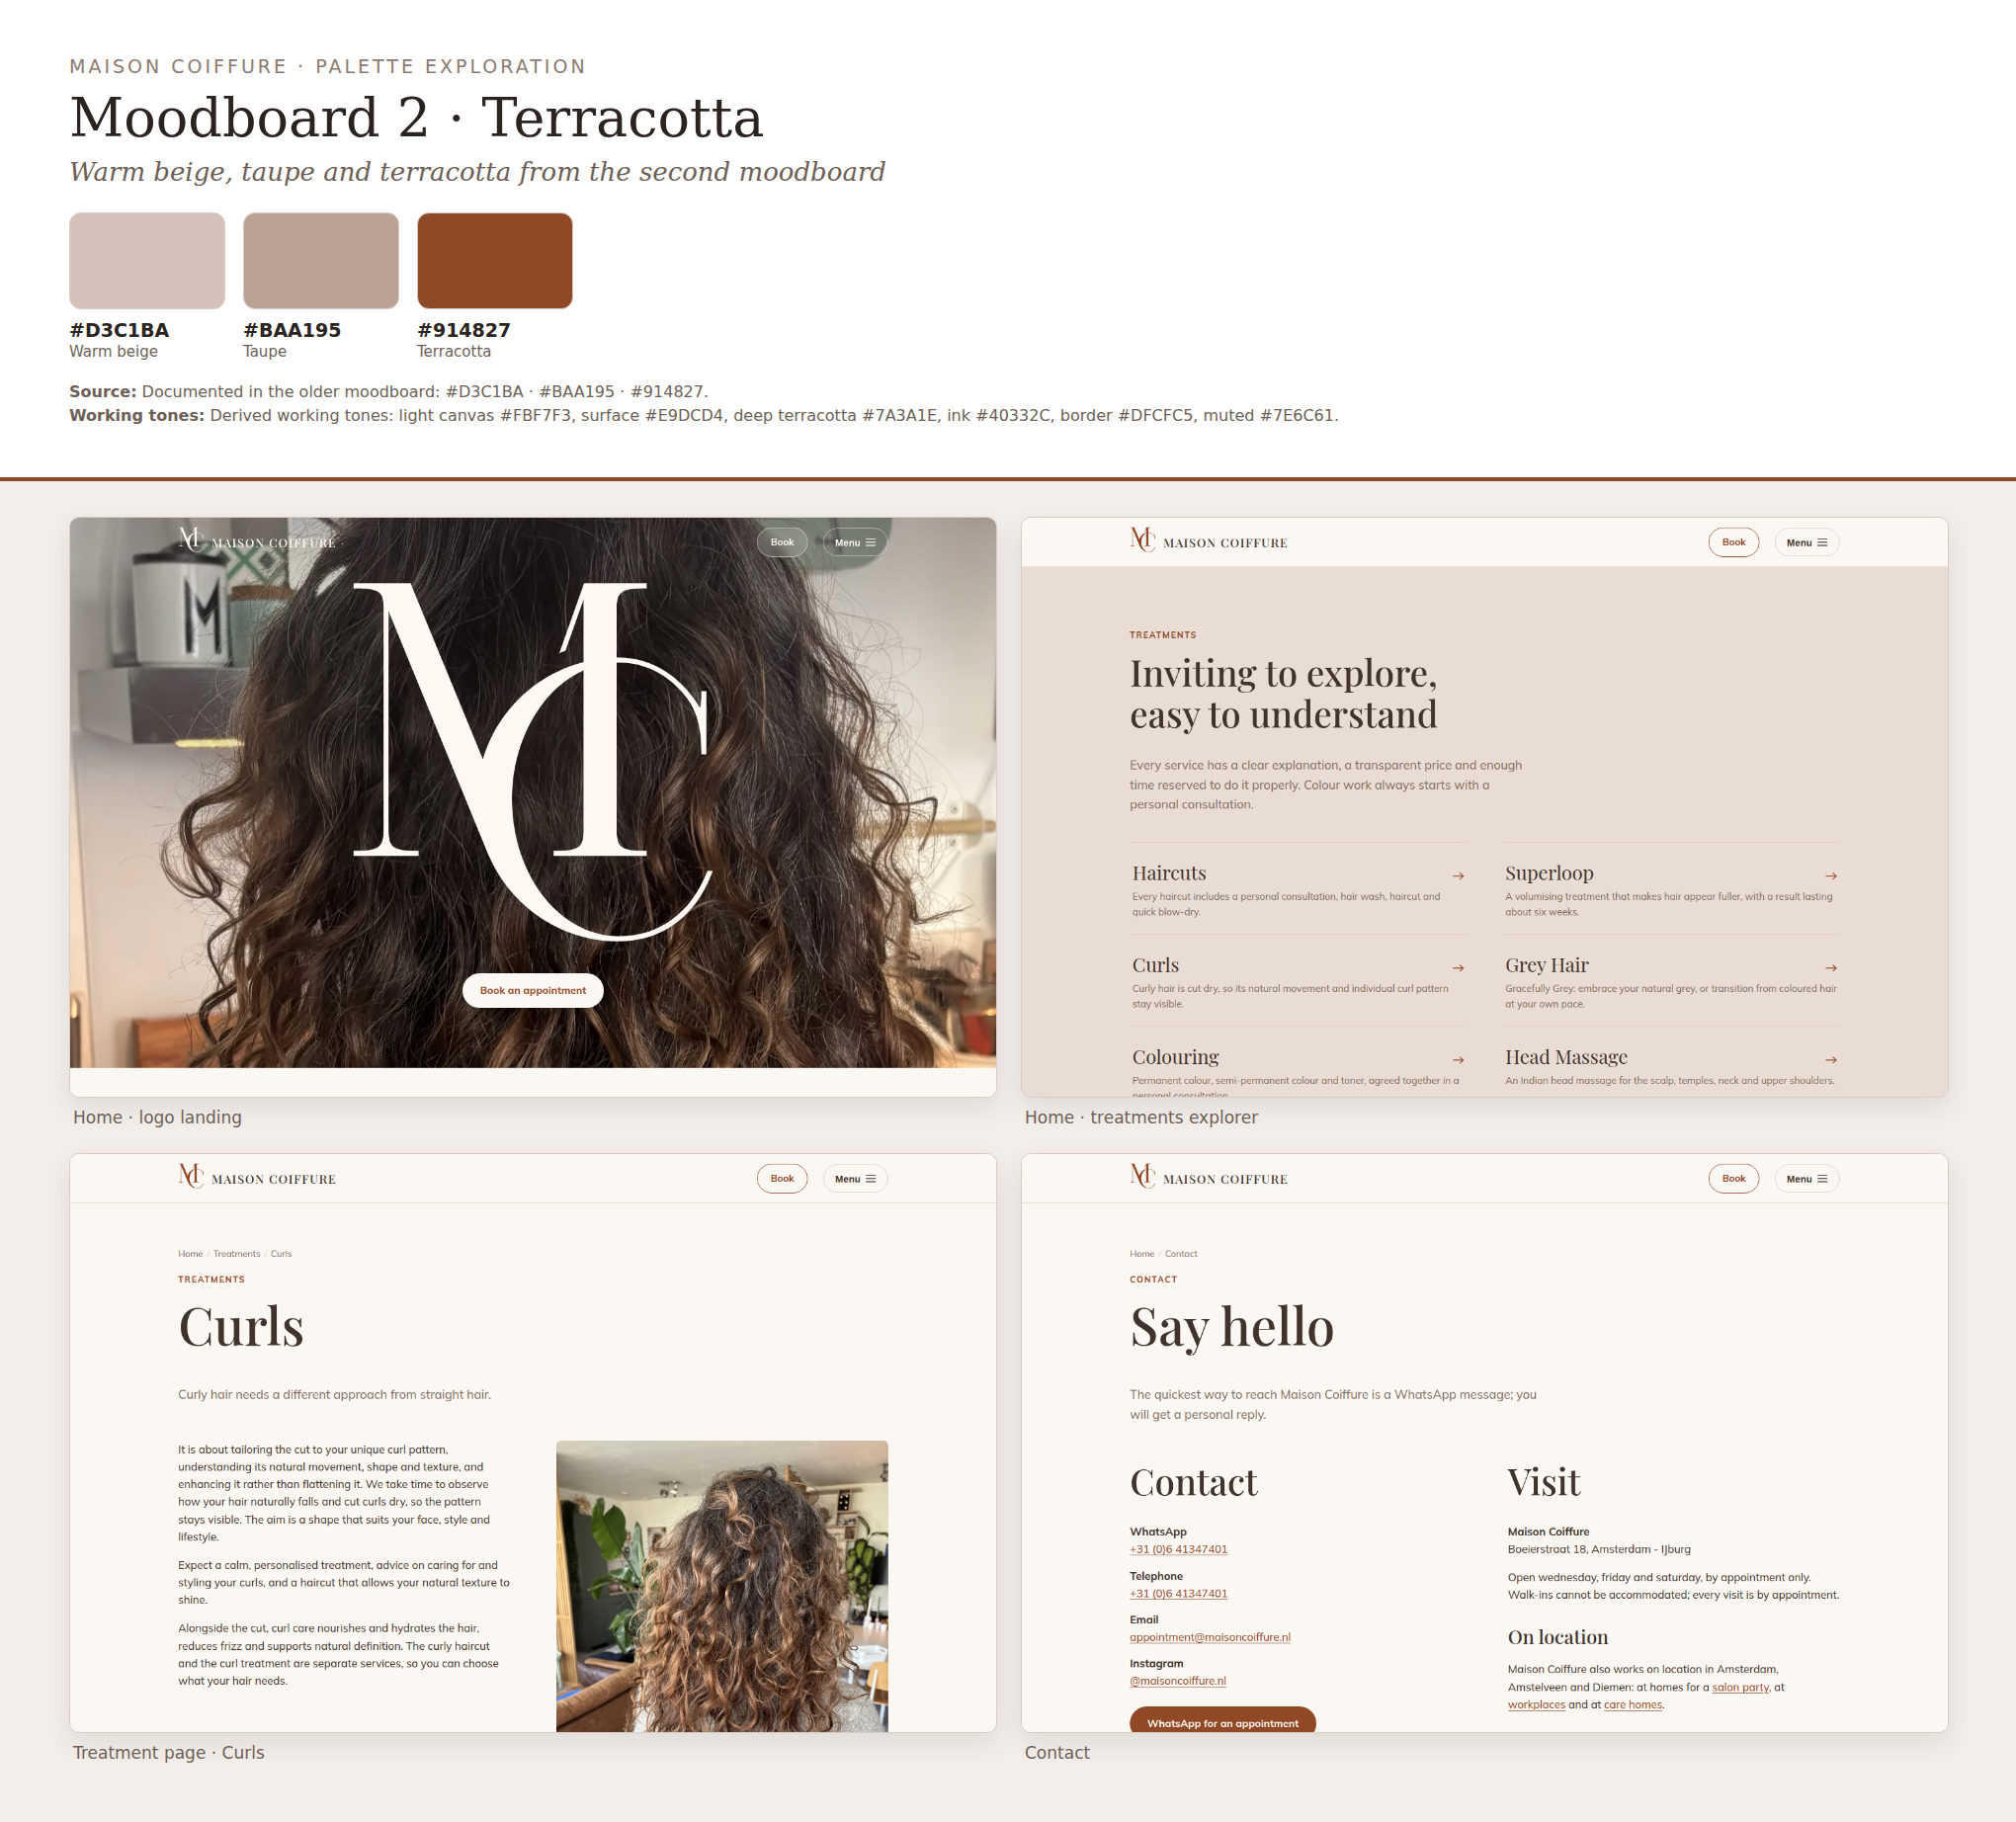 MAISON COIFFURE · PALETTE EXPLORATION
Moodboard 2 · Terracotta
Warm beige, taupe and terracotta from the second moodboard
#D3C1BA
Warm beige
#BAA195
Taupe
#914827
Terracotta
Source: Documented in the older moodboard: #D3C1BA · #BAA195 · #914827.
Working tones: Derived working tones: light canvas #FBF7F3, surface #E9DCD4, deep terracotta #7A3A1E, ink #40332C, border #DFCFC5, muted #7E6C61.
MC MAISON COIFFURE
Book
Menu
M
MC
Book an appointment
Home · logo landing
MC MAISON COIFFURE
Book
Menu
TREATMENTS
Inviting to explore,
easy to understand
Every service has a clear explanation, a transparent price and enough
time reserved to do it properly. Colour work always starts with a
personal consultation.
Haircuts →
Every haircut includes a personal consultation, hair wash, haircut and
quick blow-dry.
Superloop →
A volumising treatment that makes hair appear fuller, with a result lasting
about six weeks.
Curls →
Curly hair is cut dry, so its natural movement and individual curl pattern
stay visible.
Grey Hair →
Gracefully Grey: embrace your natural grey, or transition from coloured hair
at your own pace.
Colouring →
Permanent colour, semi-permanent colour and toner, agreed together in a
personal consultation.
Head Massage →
An Indian head massage for the scalp, temples, neck and upper shoulders.
Home · treatments explorer
MC MAISON COIFFURE
Book
Menu
Home / Treatments / Curls
TREATMENTS
Curls
Curly hair needs a different approach from straight hair.
It is about tailoring the cut to your unique curl pattern,
understanding its natural movement, shape and texture, and
enhancing it rather than flattening it. We take time to observe
how your hair naturally falls and cut curls dry, so the pattern
stays visible. The aim is a shape that suits your face, style and
lifestyle.
Expect a calm, personalised treatment, advice on caring for and
styling your curls, and a haircut that allows your natural texture to
shine.
Alongside the cut, curl care nourishes and hydrates the hair,
reduces frizz and supports natural definition. The curly haircut
and the curl treatment are separate services, so you can choose
what your hair needs.
Treatment page · Curls
MC MAISON COIFFURE
Book
Menu
Home / Contact
CONTACT
Say hello
The quickest way to reach Maison Coiffure is a WhatsApp message; you
will get a personal reply.
Contact
WhatsApp
+31 (0)6 41347401
Telephone
+31 (0)6 41347401
Email
appointment@maisoncoiffure.nl
Instagram
@maisoncoiffure.nl
WhatsApp for an appointment
Visit
Maison Coiffure
Boeierstraat 18, Amsterdam - IJburg
Open wednesday, friday and saturday, by appointment only.
Walk-ins cannot be accommodated; every visit is by appointment.
On location
Maison Coiffure also works on location in Amsterdam,
Amstelveen and Diemen: at homes for a salon party, at
workplaces and at care homes.
Contact